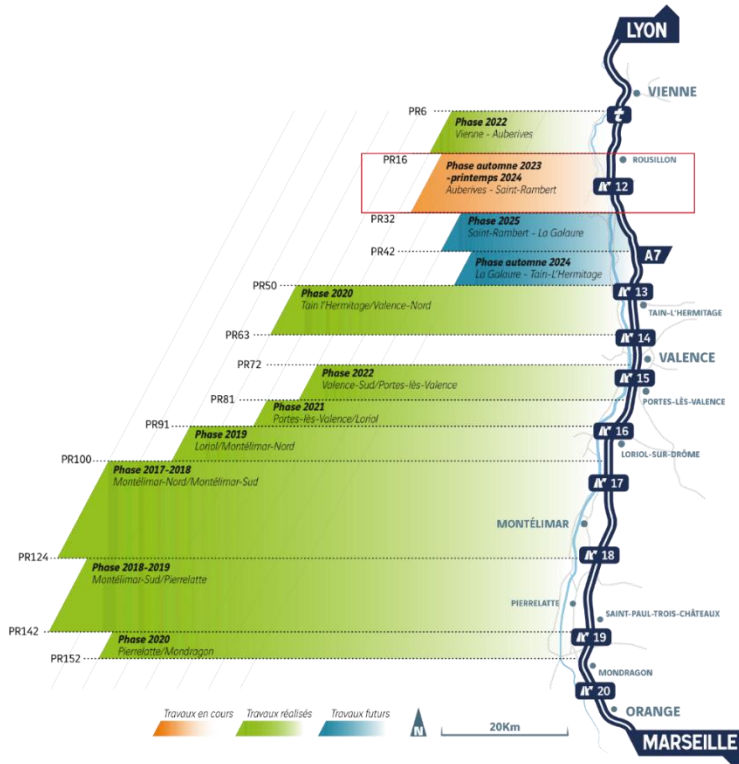 LYON
VIENNE
PR6
Phase 2022
Vienne - Auberives
PR16
Phase automne 2023
-printemps 2024
Auberives - Saint-Rambert
ROUSILLON
12
PR32
Phase 2025
Saint-Rambert - La Galaure
PR42
A7
Phase automne 2024
La Galaure - Tain-L'Hermitage
PR50
Phase 2020
Tain l'Hermitage/Valence-Nord
13
TAIN-L'HERMITAGE
PR63
14
VALENCE
PR72
Phase 2022
Valence-Sud/Portes-lès-Valence
15
PORTES-LÈS-VALENCE
PR81
Phase 2021
Portes-lès-Valence/Loriol
PR91
Phase 2019
Loriol/Montélimar-Nord
16
LORIOL-SUR-DRÔME
PR100
Phase 2017-2018
Montélimar-Nord/Montélimar-Sud
17
MONTÉLIMAR
PR124
18
Phase 2018-2019
Montélimar-Sud/Pierrelatte
PIERRELATTE
SAINT-PAUL-TROIS-CHÂTEAUX
PR142
Phase 2020
Pierrelatte/Mondragon
19
PR152
MONDRAGON
20
ORANGE
Travaux en cours
Travaux réalisés
Travaux futurs
N
20Km
MARSEILLE